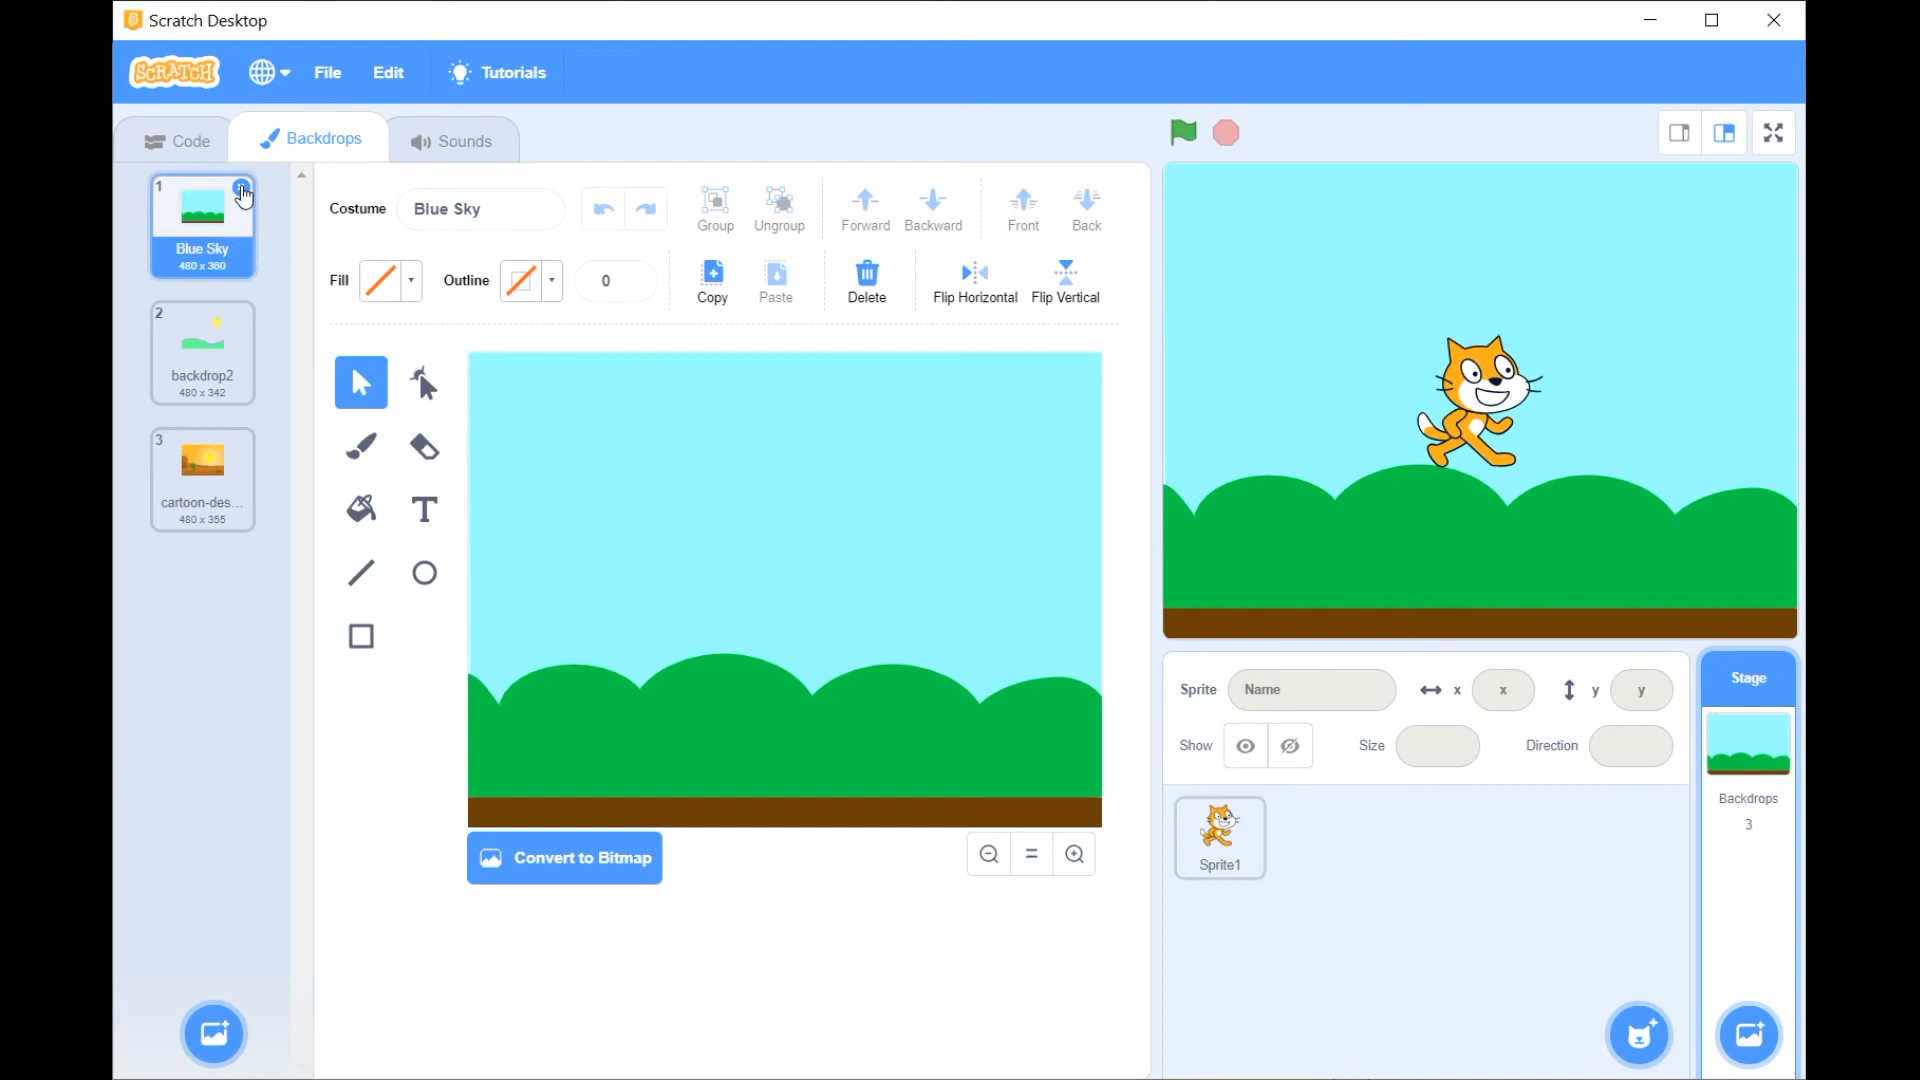 Scratch Desktop
SCRATCH
File
Edit
Tutorials
Code
Backdrops
Sounds
1
Blue Sky
480 x 360
2
backdrop2
480 x 342
3
cartoon-des...
480 x 355
Costume
Blue Sky
Group
Ungroup
Forward
Backward
Front
Back
Fill
Outline
0
Copy
Paste
Delete
Flip Horizontal
Flip Vertical
T
Convert to Bitmap
=
Sprite
Name
x
x
y
y
Show
Size
Direction
Sprite1
Stage
Backdrops
3